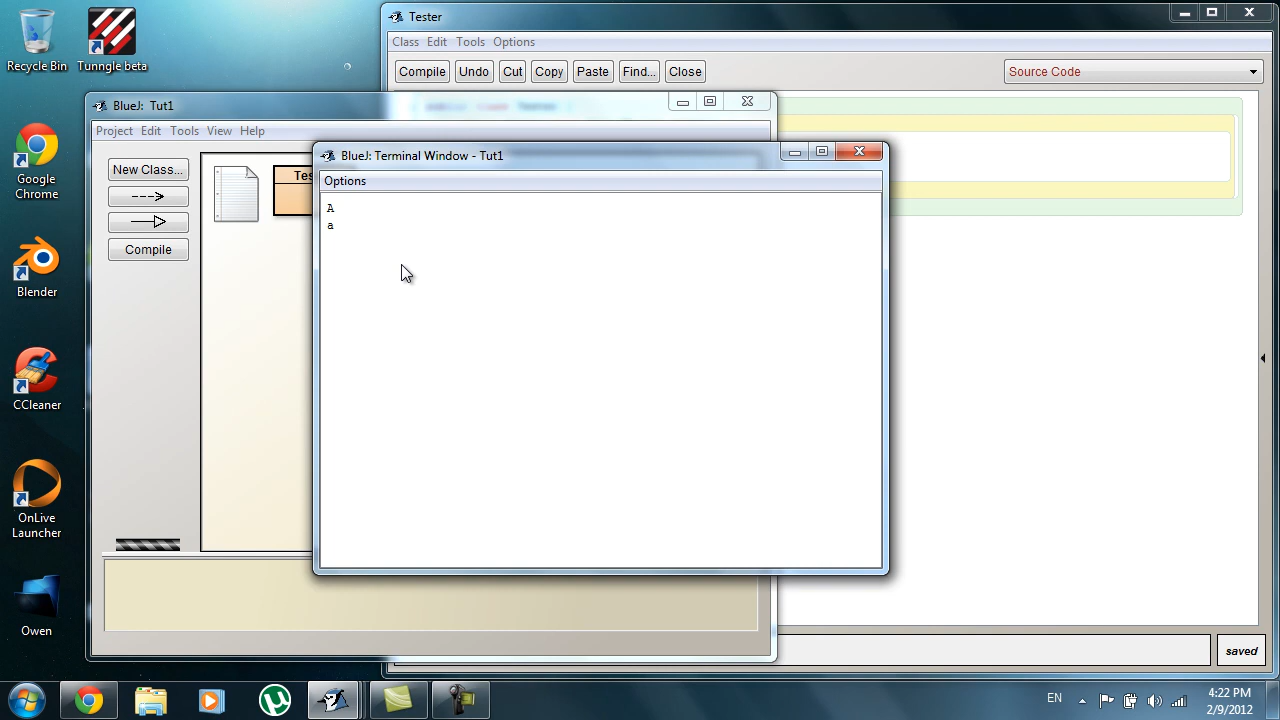 Recycle Bin
Tunngle beta
Google
Chrome
Blender
CCleaner
OnLive
Launcher
Owen
Tester
Class Edit Tools Options
Compile Undo Cut Copy Paste Find... Close
Source Code
saved
BlueJ: Tut1
Project Edit Tools View Help
New Class...
Compile
BlueJ: Terminal Window - Tut1
Options
A
a
EN
4:22 PM
2/9/2012